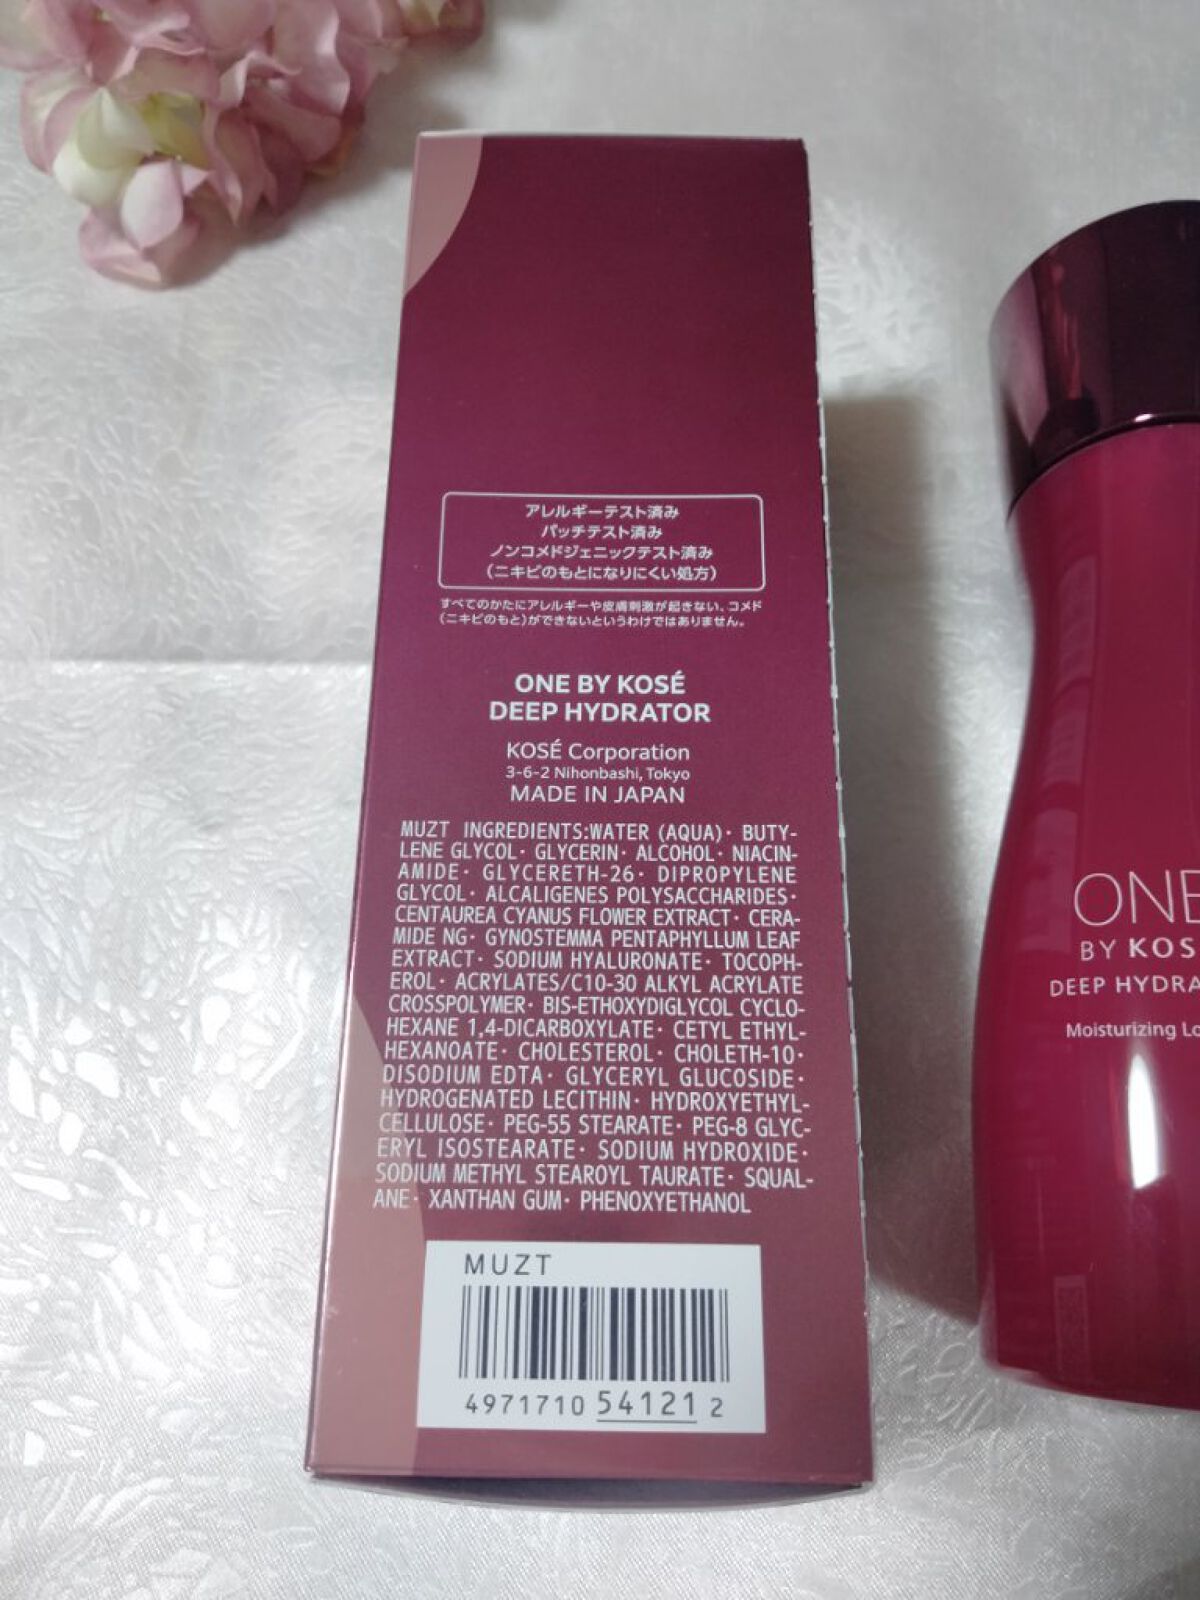 アレルギーテスト済み
パッチテスト済み
ノンコメドジェニックテスト済み
(ニキビのもとになりにくい処方)
すべてのかたにアレルギーや皮膚刺激が起きない、コメド
(ニキビのもと)ができないというわけではありません。
ONE BY KOSÉ
DEEP HYDRATOR
KOSÉ Corporation
3-6-2 Nihonbashi, Tokyo
MADE IN JAPAN
MUZT INGREDIENTS:WATER (AQUA)・BUTY-
LENE GLYCOL・GLYCERIN・ALCOHOL・NIACIN-
AMIDE・GLYCERETH-26・DIPROPYLENE
GLYCOL・ALCALIGENES POLYSACCHARIDES・
CENTAUREA CYANUS FLOWER EXTRACT・CERA-
MIDE NG・GYNOSTEMMA PENTAPHYLLUM LEAF
EXTRACT・SODIUM HYALURONATE・TOCOPH-
EROL・ACRYLATES/C10-30 ALKYL ACRYLATE
CROSSPOLYMER・BIS-ETHOXYDIGLYCOL CYCLO-
HEXANE 1,4-DICARBOXYLATE・CETYL ETHYL-
HEXANOATE・CHOLESTEROL・CHOLETH-10・
DISODIUM EDTA・GLYCERYL GLUCOSIDE・
HYDROGENATED LECITHIN・HYDROXYETHYL-
CELLULOSE・PEG-55 STEARATE・PEG-8 GLYC-
ERYL ISOSTEARATE・SODIUM HYDROXIDE・
SODIUM METHYL STEAROYL TAURATE・SQUAL-
ANE・XANTHAN GUM・PHENOXYETHANOL
MUZT
4971710 54121 2
ONE
BY KOS
DEEP HYDRA
Moisturizing Lo